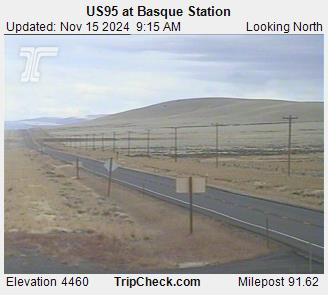 US95 at Basque Station
Updated: Nov 15 2024 9:15 AM Looking North
Elevation 4460 TripCheck.com Milepost 91.62